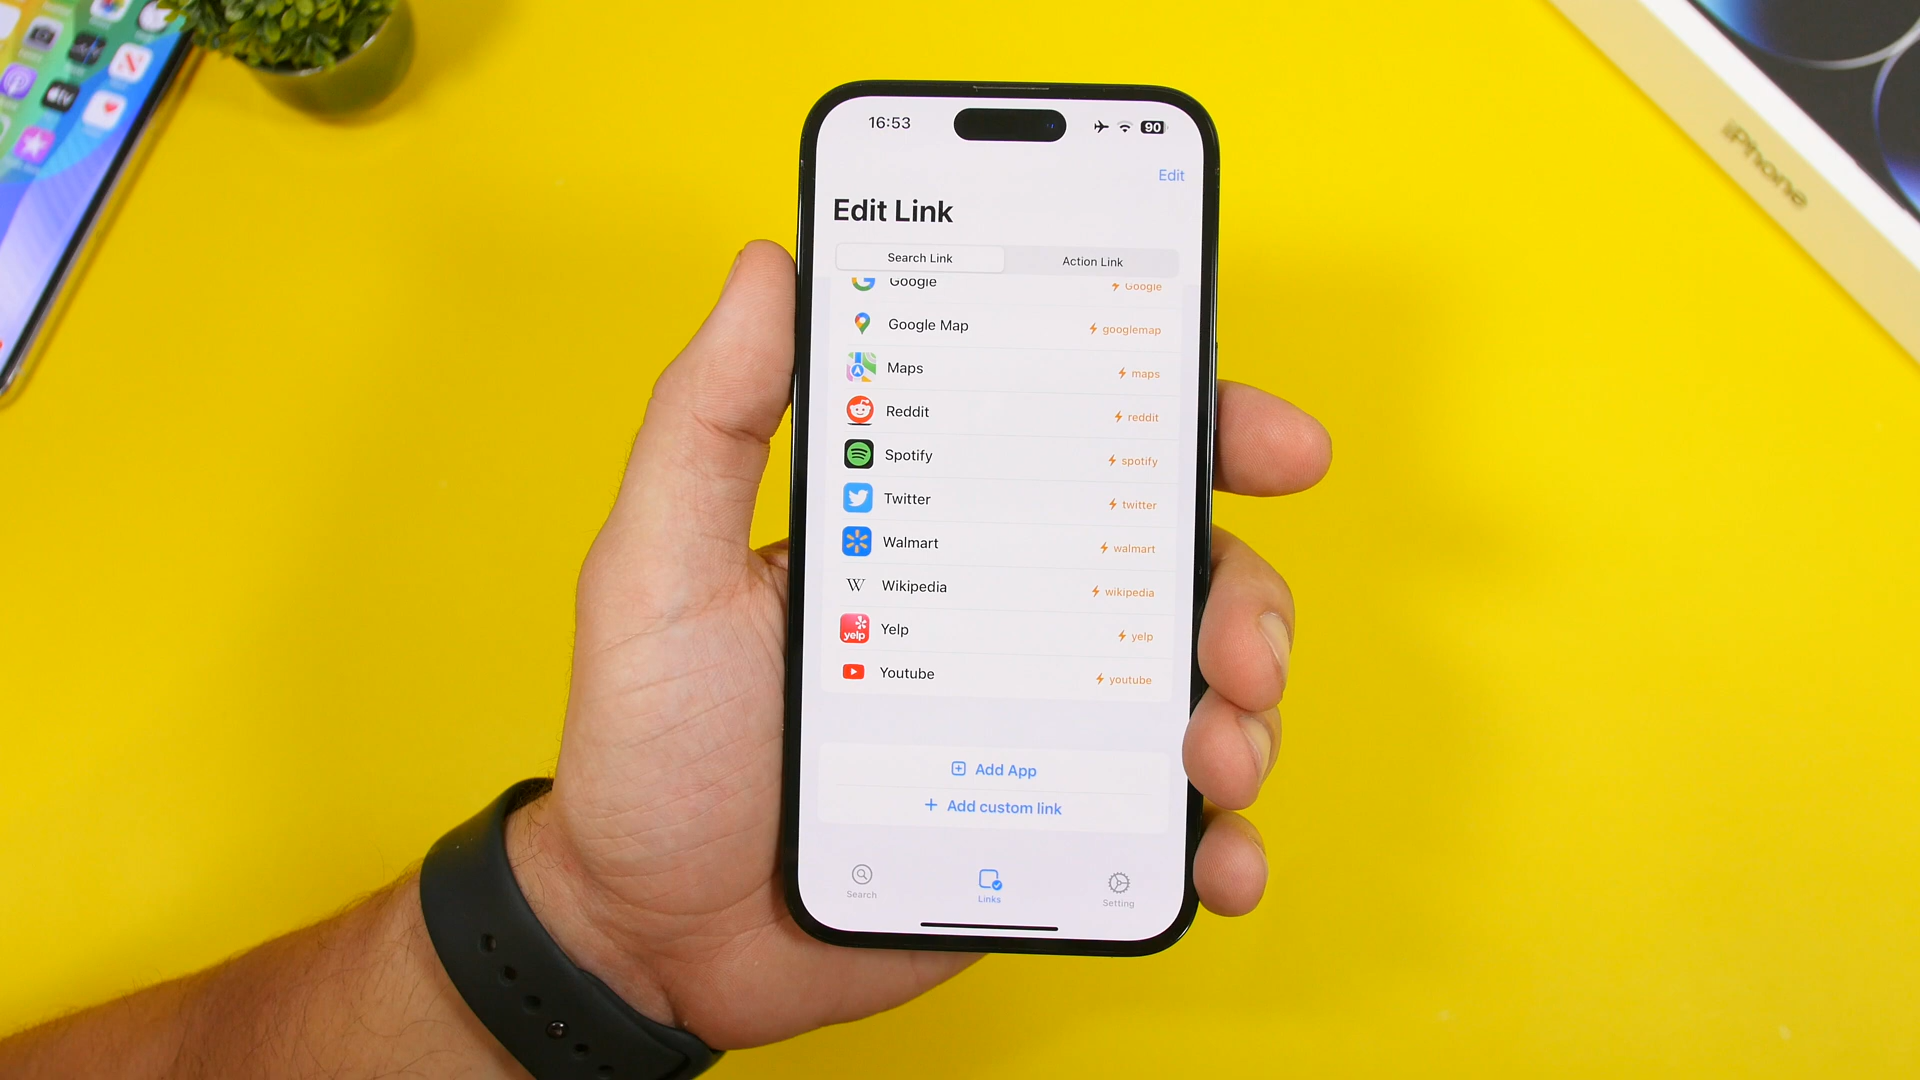 16:53
90
Edit
Edit Link
Search Link
Action Link
Google
Google
Google Map
googlemap
Maps
maps
Reddit
reddit
Spotify
spotify
Twitter
twitter
Walmart
walmart
W
Wikipedia
wikipedia
yelp
Yelp
yelp
Youtube
youtube
Add App
Add custom link
Search
Links
Setting
tv
iPhone